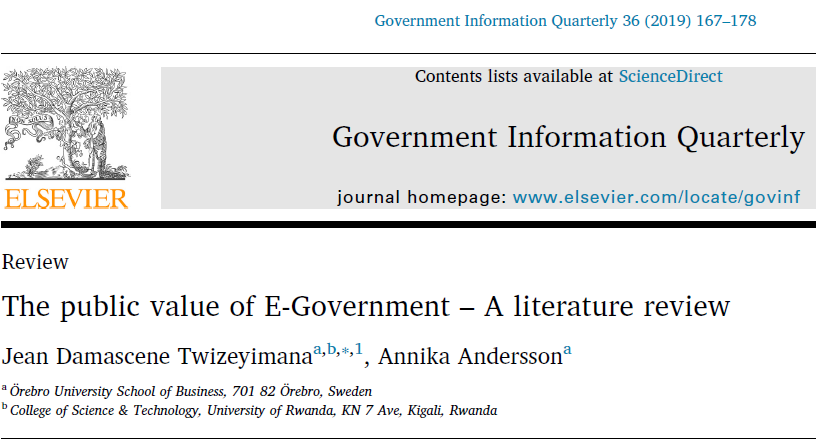 Government Information Quarterly 36 (2019) 167–178
Contents lists available at ScienceDirect
Government Information Quarterly
ELSEVIER
journal homepage: www.elsevier.com/locate/govinf
Review
The public value of E-Government – A literature review
Jean Damascene Twizeyimanaa,b,⁎,1, Annika Anderssona
a Örebro University School of Business, 701 82 Örebro, Sweden
b College of Science & Technology, University of Rwanda, KN 7 Ave, Kigali, Rwanda